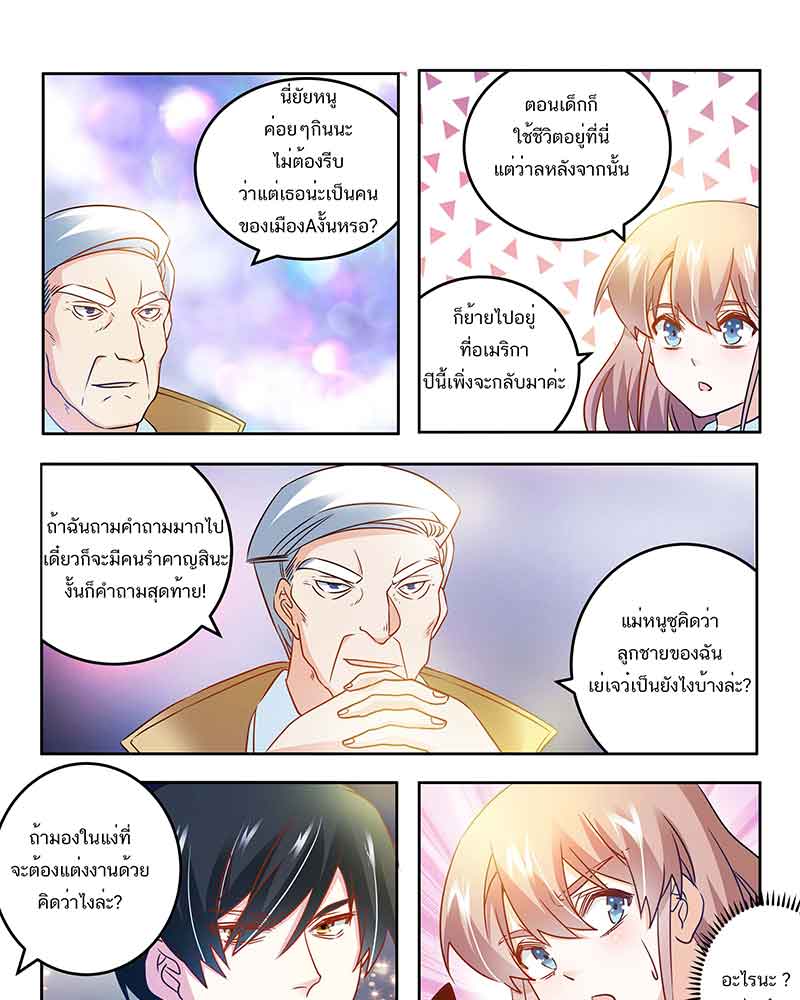 นี่ยัยหนู
ค่อยๆกินนะ
ไม่ต้องรีบ
ว่าแต่เธอน่ะเป็นคน
ของเมืองAงั้นหรอ?
ตอนเด็กก็
ใช้ชีวิตอยู่ที่นี่
แต่ว่าลหลังจากนั้น
ก็ย้ายไปอยู่
ที่อเมริกา
ปีนี้เพิ่งจะกลับมาค่ะ
ถ้าฉันถามคำถามมากไป
เดี๋ยวก็จะมีคนรำคาญสินะ
งั้นก็คำถามสุดท้าย!
แม่หนูซูคิดว่า
ลูกชายของฉัน
เย่เจว๋เป็นยังไงบ้างล่ะ?
ถ้ามองในแง่ที่
จะต้องแต่งงานด้วย
คิดว่าไงล่ะ?
อะไรนะ ?